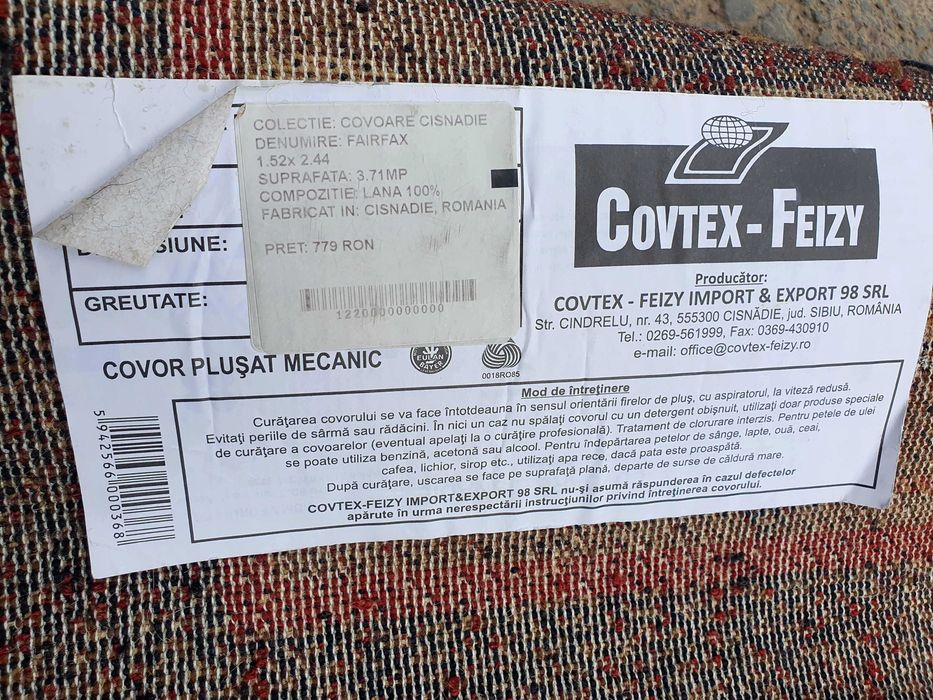 COLECTIE: COVOARE CISNADIE
DENUMIRE: FAIRFAX
1.52x 2.44
SUPRAFATA: 3.71MP
COMPOZITIE: LANA 100%
FABRICAT IN: CISNADIE, ROMANIA
PRET: 779 RON
1220000000000
SIUNE:
GREUTATE:
COVOR PLUŞAT MECANIC
EULAN
BAYER
0018RO85
COVTEX - FEIZY
Producător:
COVTEX - FEIZY IMPORT & EXPORT 98 SRL
Str. CINDRELU, nr. 43, 555300 CISNĂDIE, jud. SIBIU, ROMÂNIA
Tel.: 0269-561999, Fax: 0369-430910
e-mail: office@covtex-feizy.ro
Mod de întreţinere
Curăţarea covorului se va face întotdeauna în sensul orientării firelor de pluş, cu aspiratorul, la viteză redusă.
Evitaţi periile de sârmă sau rădăcini. În nici un caz nu spălaţi covorul cu un detergent obişnuit, utilizaţi doar produse speciale
de curăţare a covoarelor (eventual apelaţi la o curăţire profesională). Tratament de clorurare interzis. Pentru petele de ulei
se poate utiliza benzină, acetonă sau alcool. Pentru îndepărtarea petelor de sânge, lapte, ouă, ceai,
cafea, lichior, sirop etc., utilizaţi apa rece, dacă pata este proaspătă.
După curăţare, uscarea se face pe suprafaţă plană, departe de surse de căldură mare.
COVTEX-FEIZY IMPORT&EXPORT 98 SRL nu-şi asumă răspunderea în cazul defectelor
apărute în urma nerespectării instrucţiunilor privind întreţinerea covorului.
5 942566 000368